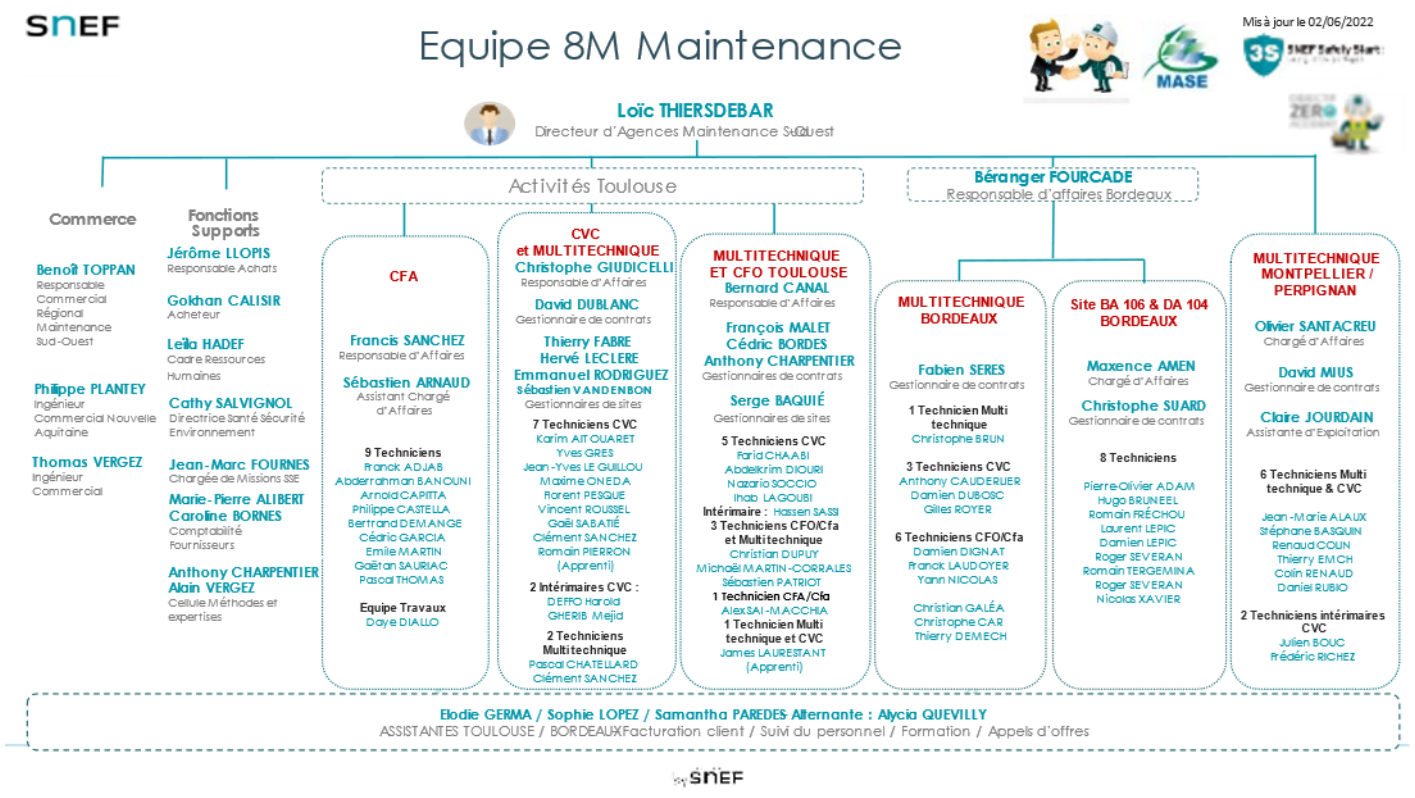 SNEF
Equipe 8M Maintenance
Mis à jour le 02/06/2022
3S
SNEF Safety Start
MASE
ZERO
ACCIDENT
Loïc THIERSDEBAR
Directeur d'Agences Maintenance Sud-Ouest
Activités Toulouse
Béranger FOURCADE
Responsable d'affaires Bordeaux
Commerce
Benoît TOPPAN
Responsable
Commercial
Régional
Maintenance
Sud-Ouest
Philippe PLANTEY
Ingénieur
Commercial Nouvelle
Aquitaine
Thomas VERGEZ
Ingénieur
Commercial
Fonctions
Supports
Jérôme LLOPIS
Responsable Achats
Gokhan CALISIR
Acheteur
Leïla HADEF
Cadre Ressources
Humaines
Cathy SALVIGNOL
Directrice Santé Sécurité
Environnement
Jean-Marc FOURNES
Chargée de Missions SSE
Marie-Pierre ALIBERT
Caroline BORNES
Comptabilité
Fournisseurs
Anthony CHARPENTIER
Alain VERGEZ
Cellule Méthodes et
expertises
CFA
Francis SANCHEZ
Responsable d'Affaires
Sébastien ARNAUD
Assistant Chargé
d'Affaires
9 Techniciens
Franck ADJAB
Abderrahman BANOUNI
Arnold CAPITTA
Philippe CASTELLA
Bertrand DEMANGE
Cédric GARCIA
Emile MARTIN
Gaëtan SAURIAC
Pascal THOMAS
Equipe Travaux
Daye DIALLO
CVC
et MULTITECHNIQUE
Christophe GIUDICELLI
Responsable d'Affaires
David DUBLANC
Gestionnaire de contrats
Thierry FABRE
Hervé LECLERE
Emmanuel RODRIGUEZ
Sébastien VANDENBON
Gestionnaires de sites
7 Techniciens CVC
Karim AIT OUARET
Yves GRES
Jean-Yves LE GUILLOU
Maxime ONEDA
Florent PESQUE
Vincent ROUSSEL
Gaël SABATIÉ
Clément SANCHEZ
Romain PIERRON
(Apprenti)
2 Intérimaires CVC :
DEFFO Harold
GHERIB Mejid
2 Techniciens
Multitechnique
Pascal CHATELLARD
Clément SANCHEZ
MULTITECHNIQUE
ET CFO TOULOUSE
Bernard CANAL
Responsable d'Affaires
François MALET
Cédric BORDES
Anthony CHARPENTIER
Gestionnaires de contrats
Serge BAQUIÉ
Gestionnaires de sites
5 Techniciens CVC
Farid CHAABI
Abdelkrim DIOURI
Nazario SOCCIO
Ihab LAGOUBI
Intérimaire : Hassen SASSI
3 Techniciens CFO/Cfa
et Multitechnique
Christian DUPUY
Michaël MARTIN-CORRALES
Sébastien PATRIOT
1 Technicien CFA/Cfa
Alex SAI-MACCHIA
1 Technicien Multi
technique et CVC
James LAURESTANT
(Apprenti)
MULTITECHNIQUE
BORDEAUX
Fabien SERES
Gestionnaire de contrats
1 Technicien Multi
technique
Christophe BRUN
3 Techniciens CVC
Anthony CAUDERLIER
Damien DUBOSC
Gilles ROYER
6 Techniciens CFO/Cfa
Damien DIGNAT
Franck LAUDOYER
Yann NICOLAS
Christian GALÉA
Christophe CAR
Thierry DEMECH
Site BA 106 & DA 104
BORDEAUX
Maxence AMEN
Chargé d'Affaires
Christophe SUARD
Gestionnaire de contrats
8 Techniciens
Pierre-Olivier ADAM
Hugo BRUNEEL
Romain FRÉCHOU
Laurent LEPIC
Damien LEPIC
Roger SEVERAN
Romain TERGEMINA
Roger SEVERAN
Nicolas XAVIER
MULTITECHNIQUE
MONTPELLIER /
PERPIGNAN
Olivier SANTACREU
Chargé d'Affaires
David MIUS
Gestionnaire de contrats
Claire JOURDAIN
Assistante d'Exploitation
6 Techniciens Multi
technique & CVC
Jean-Marie ALAUX
Stéphane BASQUIN
Renaud COLIN
Thierry EMCH
Colin RENAUD
Daniel RUBIO
2 Techniciens intérimaires
CVC
Julien BOUC
Frédéric RICHEZ
Elodie GERMA / Sophie LOPEZ / Samantha PAREDES- Alternante : Alycia QUEVILLY
ASSISTANTES TOULOUSE / BORDEAUX-Facturation client / Suivi du personnel / Formation / Appels d'offres
by SNEF